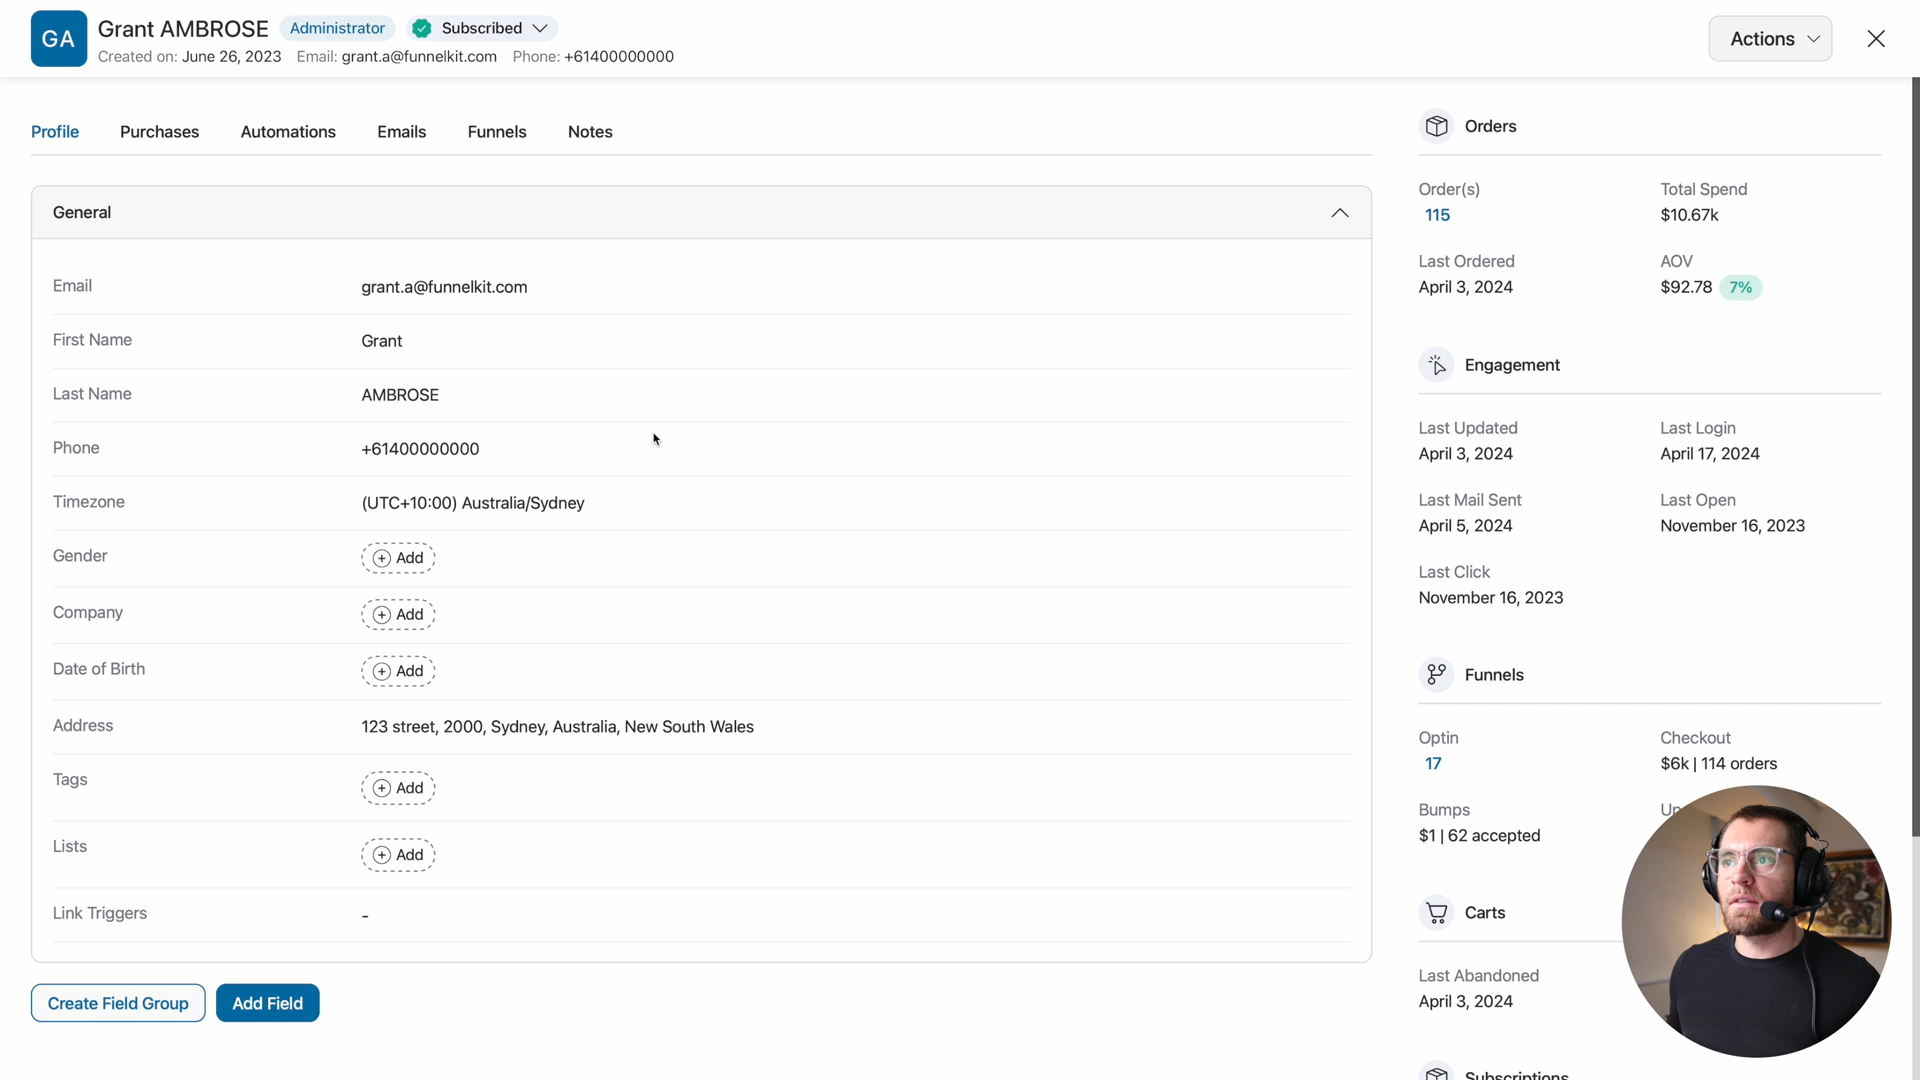 GA
Grant AMBROSE Administrator Subscribed
Created on: June 26, 2023 Email: grant.a@funnelkit.com Phone: +61400000000
Actions
Profile Purchases Automations Emails Funnels Notes
General
Email grant.a@funnelkit.com
First Name Grant
Last Name AMBROSE
Phone +61400000000
Timezone (UTC+10:00) Australia/Sydney
Gender Add
Company Add
Date of Birth Add
Address 123 street, 2000, Sydney, Australia, New South Wales
Tags Add
Lists Add
Link Triggers -
Create Field Group Add Field
Orders
Order(s) Total Spend
115 $10.67k
Last Ordered AOV
April 3, 2024 $92.78 7%
Engagement
Last Updated Last Login
April 3, 2024 April 17, 2024
Last Mail Sent Last Open
April 5, 2024 November 16, 2023
Last Click
November 16, 2023
Funnels
Optin Checkout
17 $6k | 114 orders
Bumps
$1 | 62 accepted
Carts
Last Abandoned
April 3, 2024
Subscriptions